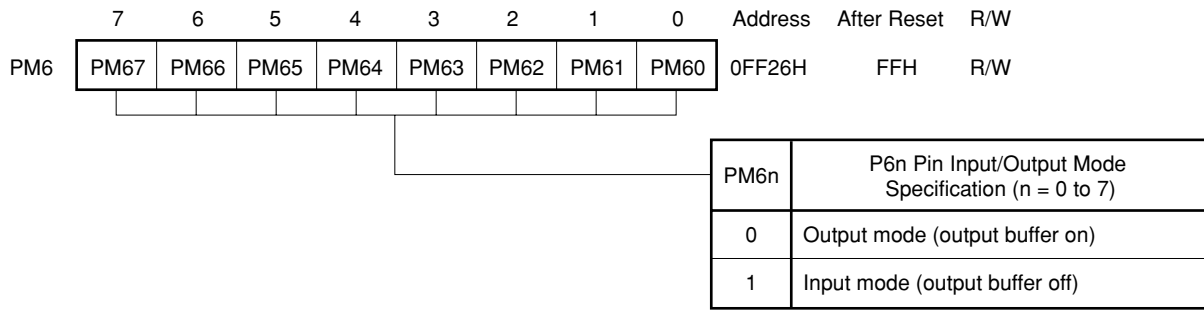 7 6 5 4 3 2 1 0 Address After Reset R/W
PM6 PM67 PM66 PM65 PM64 PM63 PM62 PM61 PM60 0FF26H FFH R/W
PM6n P6n Pin Input/Output Mode
Specification (n = 0 to 7)
0 Output mode (output buffer on)
1 Input mode (output buffer off)